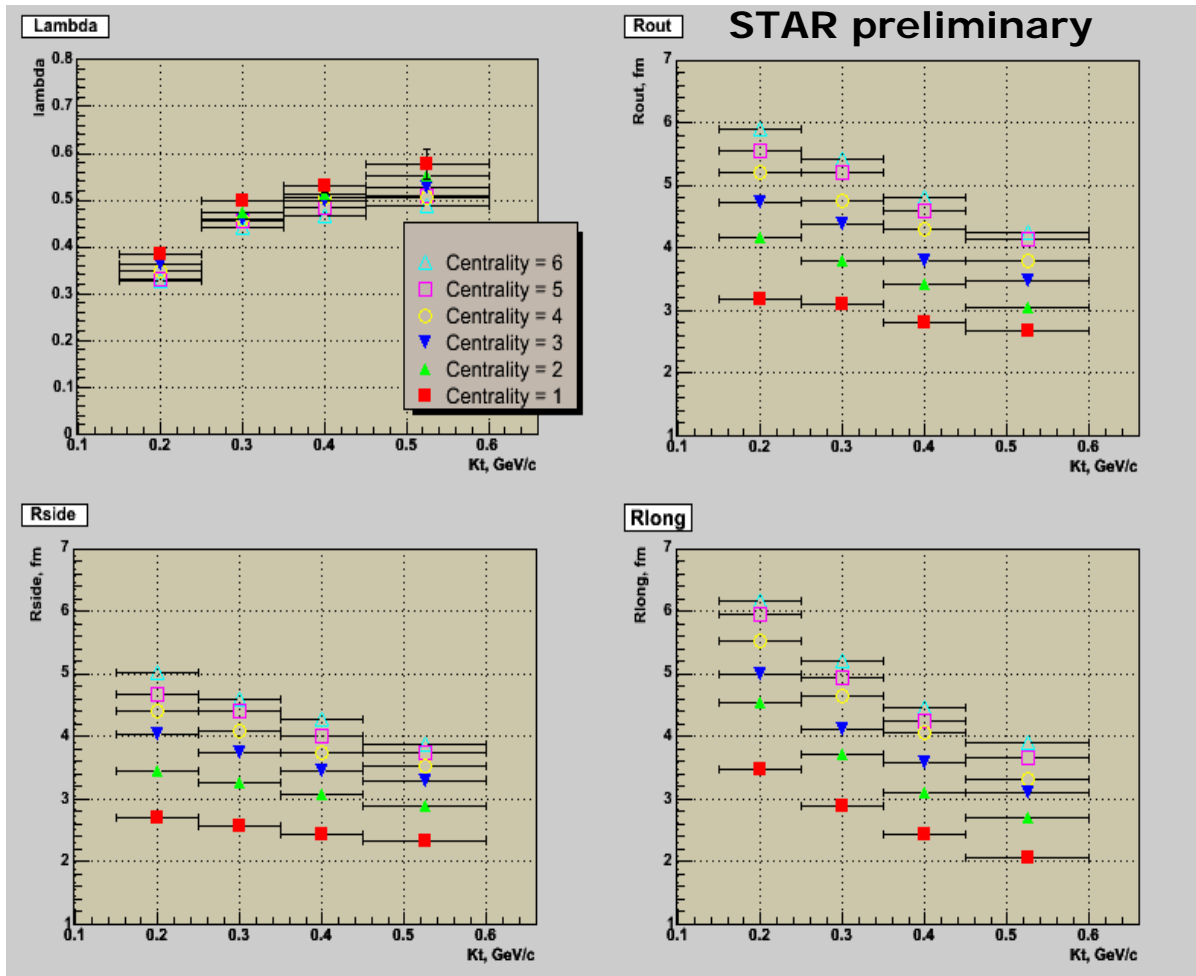 STAR preliminary
Lambda
lambda
0.8
0.7
0.6
0.5
0.4
0.3
0.2
0.1
0
0.1 0.2 0.3 0.4 0.5 0.6
Kt, GeV/c
Centrality = 6
Centrality = 5
Centrality = 4
Centrality = 3
Centrality = 2
Centrality = 1
Rout
Rout, fm
7
6
5
4
3
2
1
0.1 0.2 0.3 0.4 0.5 0.6
Kt, GeV/c
Rside
Rside, fm
7
6
5
4
3
2
1
0.1 0.2 0.3 0.4 0.5 0.6
Kt, GeV/c
Rlong
Rlong, fm
7
6
5
4
3
2
1
0.1 0.2 0.3 0.4 0.5 0.6
Kt, GeV/c